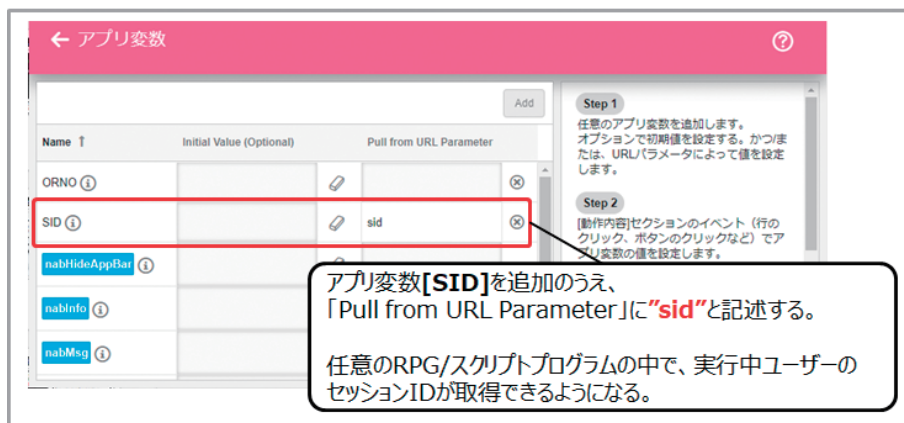 ← アプリ変数
Add
Name ↑ Initial Value (Optional) Pull from URL Parameter
ORNO
SID sid
nabHideAppBar
nabInfo
nabMsg
Step 1
任意のアプリ変数を追加します。
オプションで初期値を設定する。かつ/ま
たは、URLパラメータによって値を設定
します。
Step 2
[動作内容]セクションのイベント（行の
クリック、ボタンのクリックなど）でア
プリ変数の値を設定します。
アプリ変数[SID]を追加のうえ、
「Pull from URL Parameter」に”sid”と記述する。
任意のRPG/スクリプトプログラムの中で、実行中ユーザーの
セッションIDが取得できるようになる。